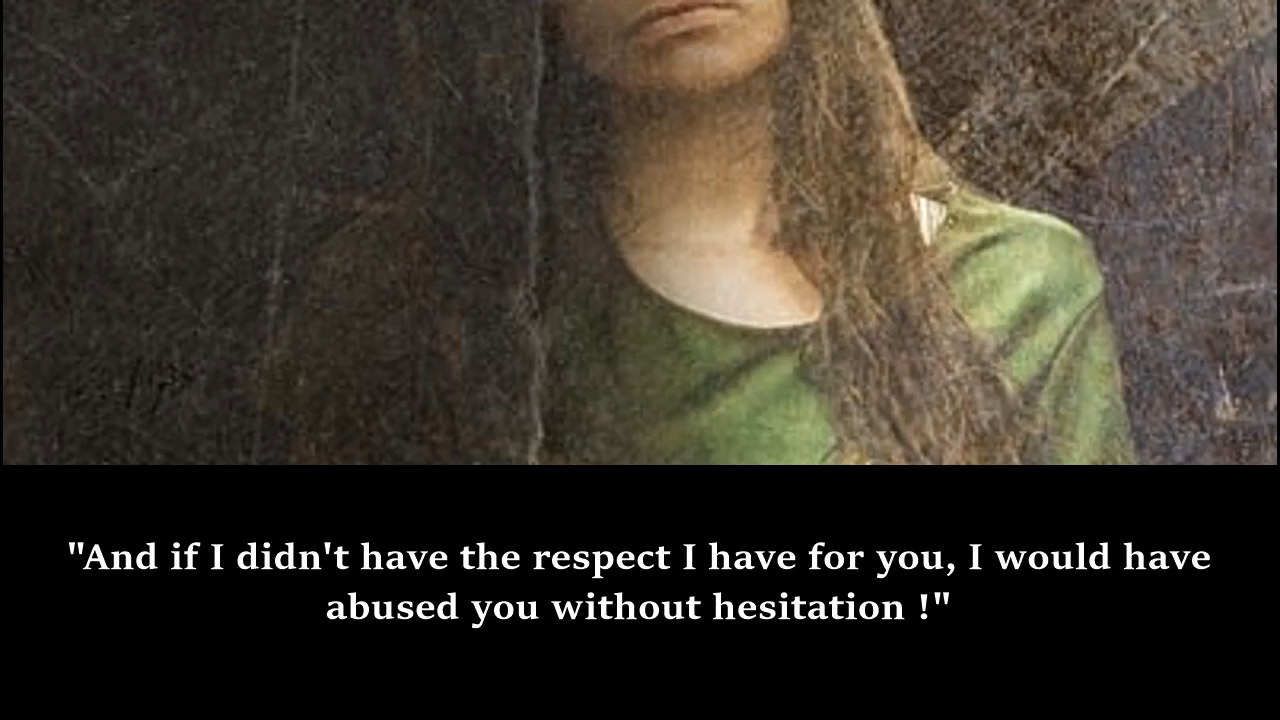 "And if I didn't have the respect I have for you, I would have
abused you without hesitation !"